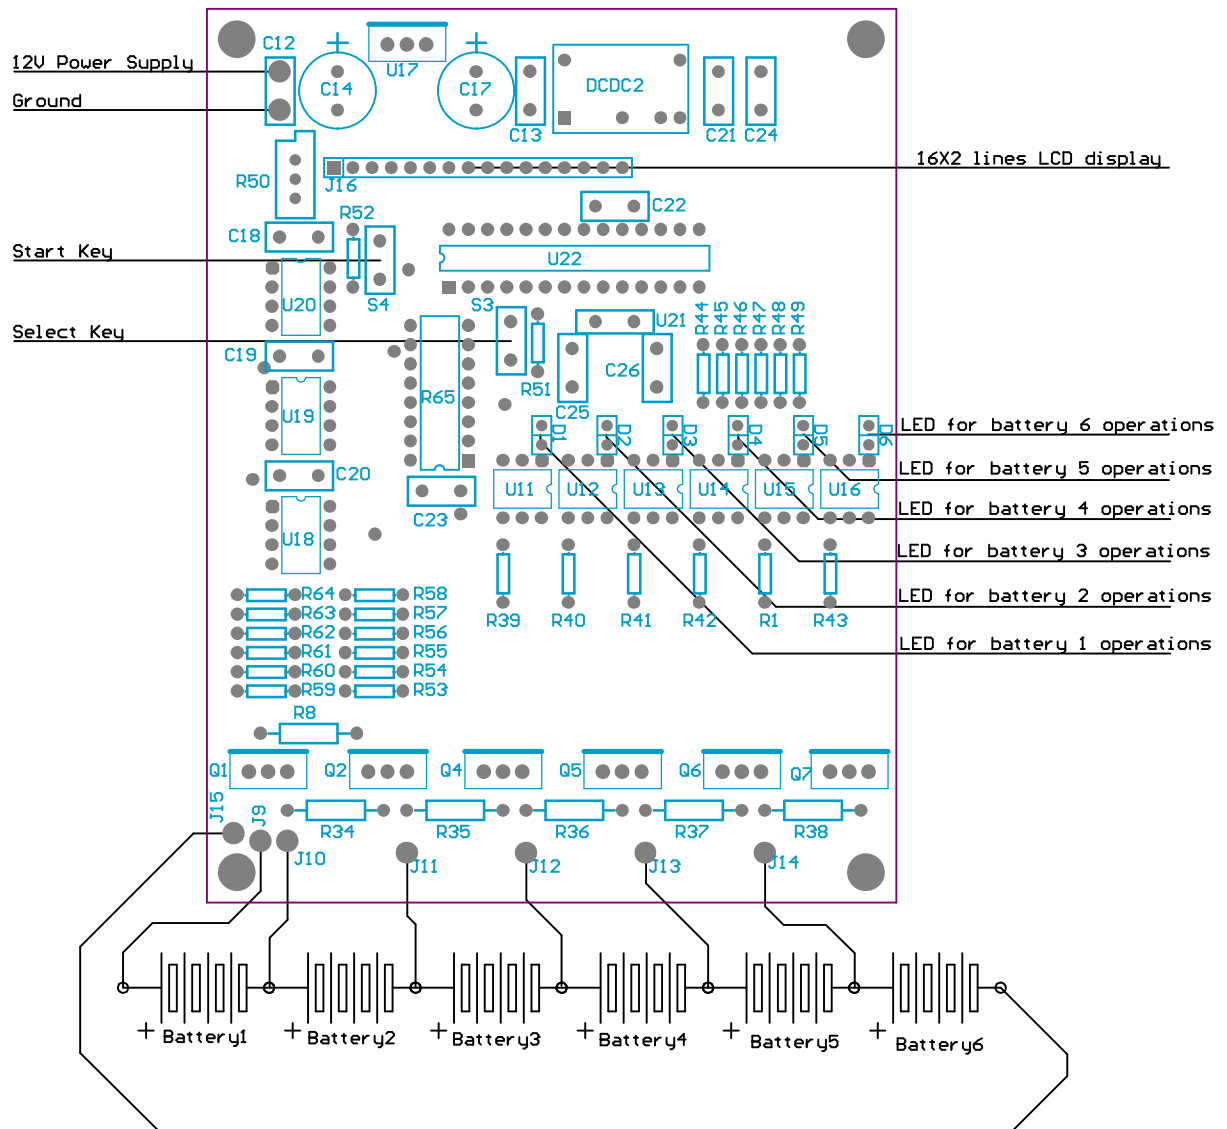 C12
12V Power Supply
U17
C14
C17
DCDC2
Ground
C13
C21
C24
16X2 lines LCD display
R50
J16
C22
R52
C18
Start Key
U22
U20
S4
S3
R44
R45
R46
R47
R48
R49
U21
Select Key
C19
C26
R51
R65
C25
U19
LED for battery 6 operations
D1
D2
D3
D4
D5
D6
LED for battery 5 operations
C20
U11
U12
U13
U14
U15
U16
LED for battery 4 operations
C23
U18
LED for battery 3 operations
R64
R58
LED for battery 2 operations
R63
R57
R39
R40
R41
R42
R1
R43
R62
R56
LED for battery 1 operations
R61
R55
R60
R54
R59
R53
R8
Q1
Q2
Q4
Q5
Q6
Q7
J15
J9
R34
R35
R36
R37
R38
J10
J11
J12
J13
J14
+
Battery1
+
Battery2
+
Battery3
+
Battery4
+
Battery5
+
Battery6